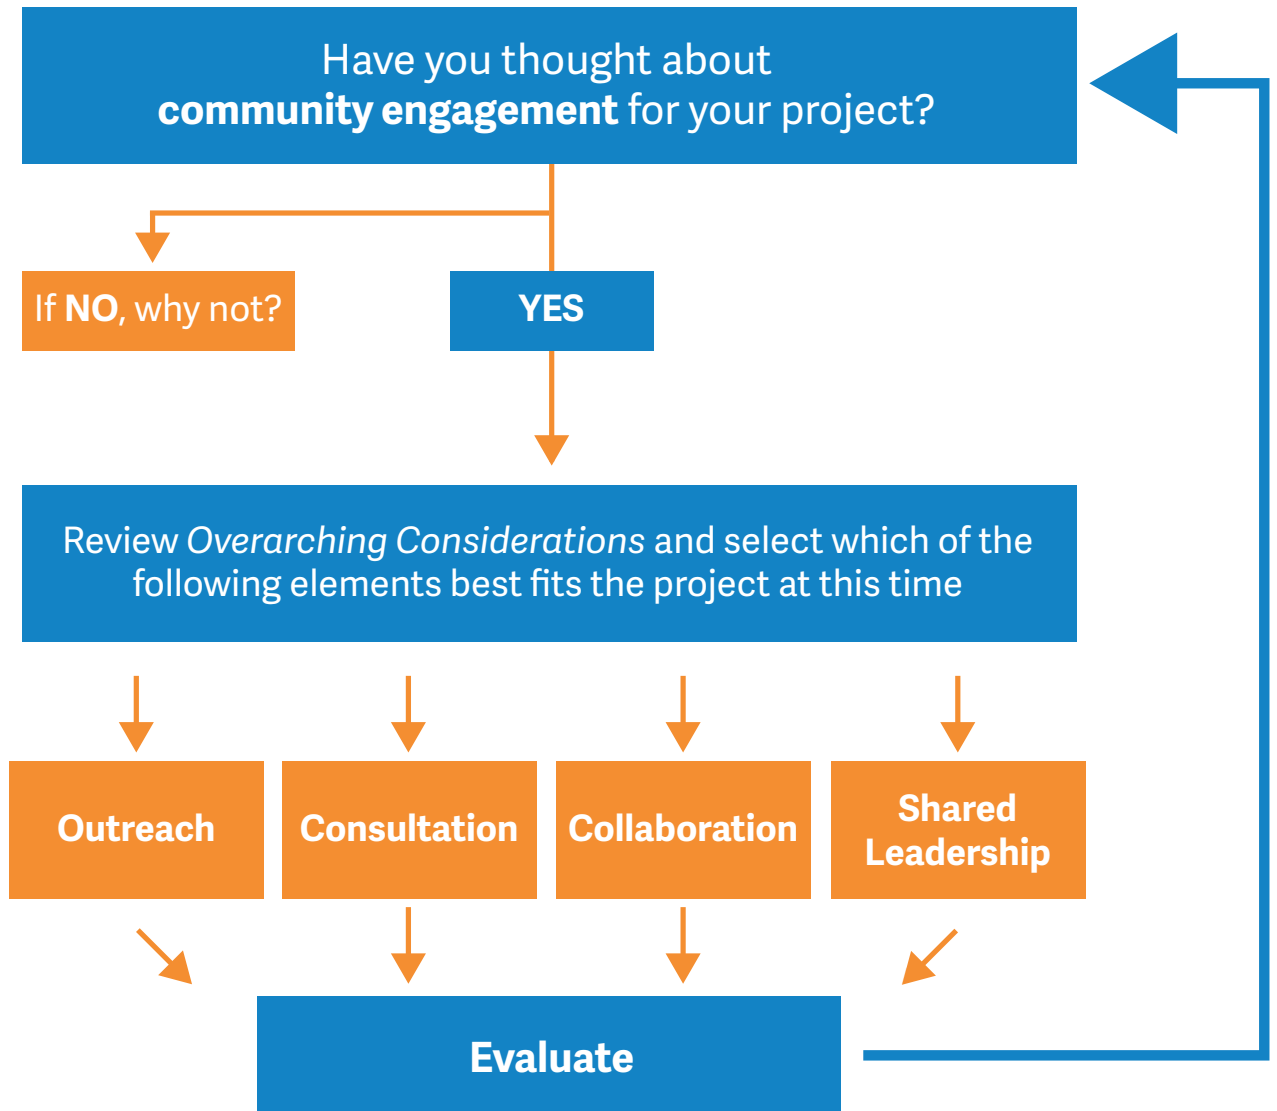 Have you thought about
community engagement for your project?
If NO, why not?
YES
Review Overarching Considerations and select which of the
following elements best fits the project at this time
Outreach
Consultation
Collaboration
Shared
Leadership
Evaluate